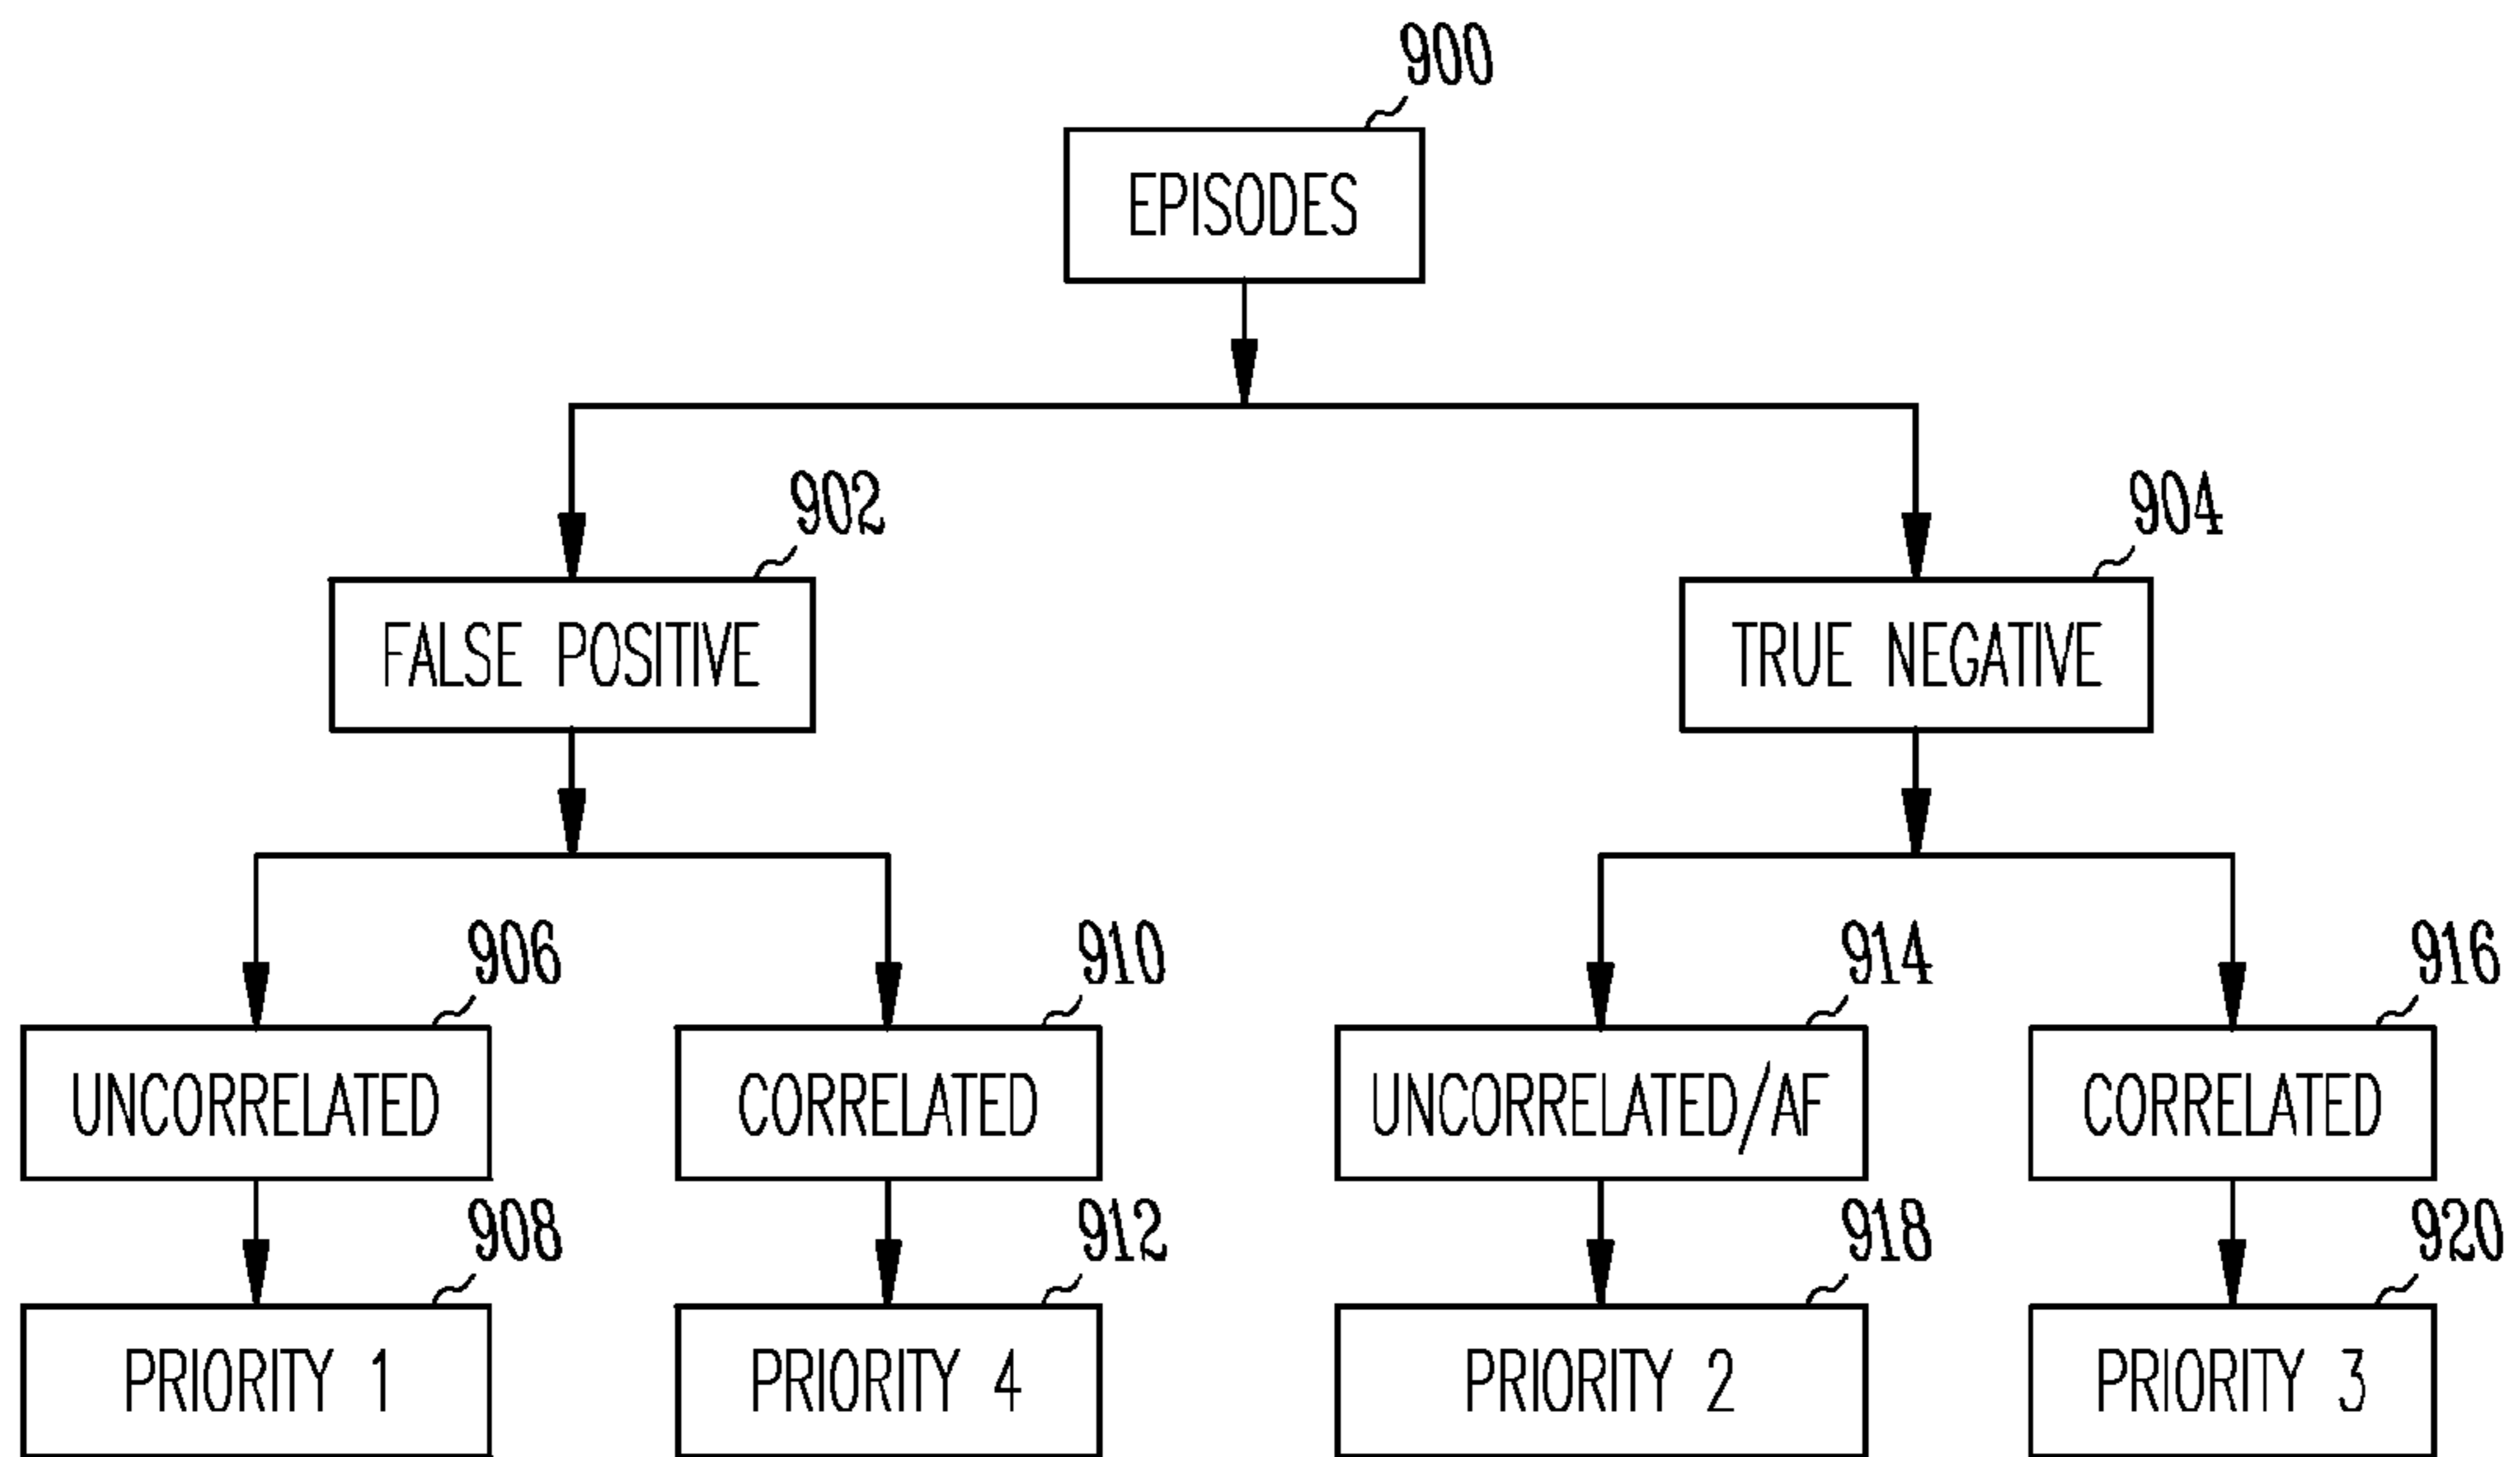 900
EPISODES
902
904
FALSE POSITIVE
TRUE NEGATIVE
906
910
914
916
UNCORRELATED
CORRELATED
UNCORRELATED/AF
CORRELATED
908
912
918
920
PRIORITY 1
PRIORITY 4
PRIORITY 2
PRIORITY 3